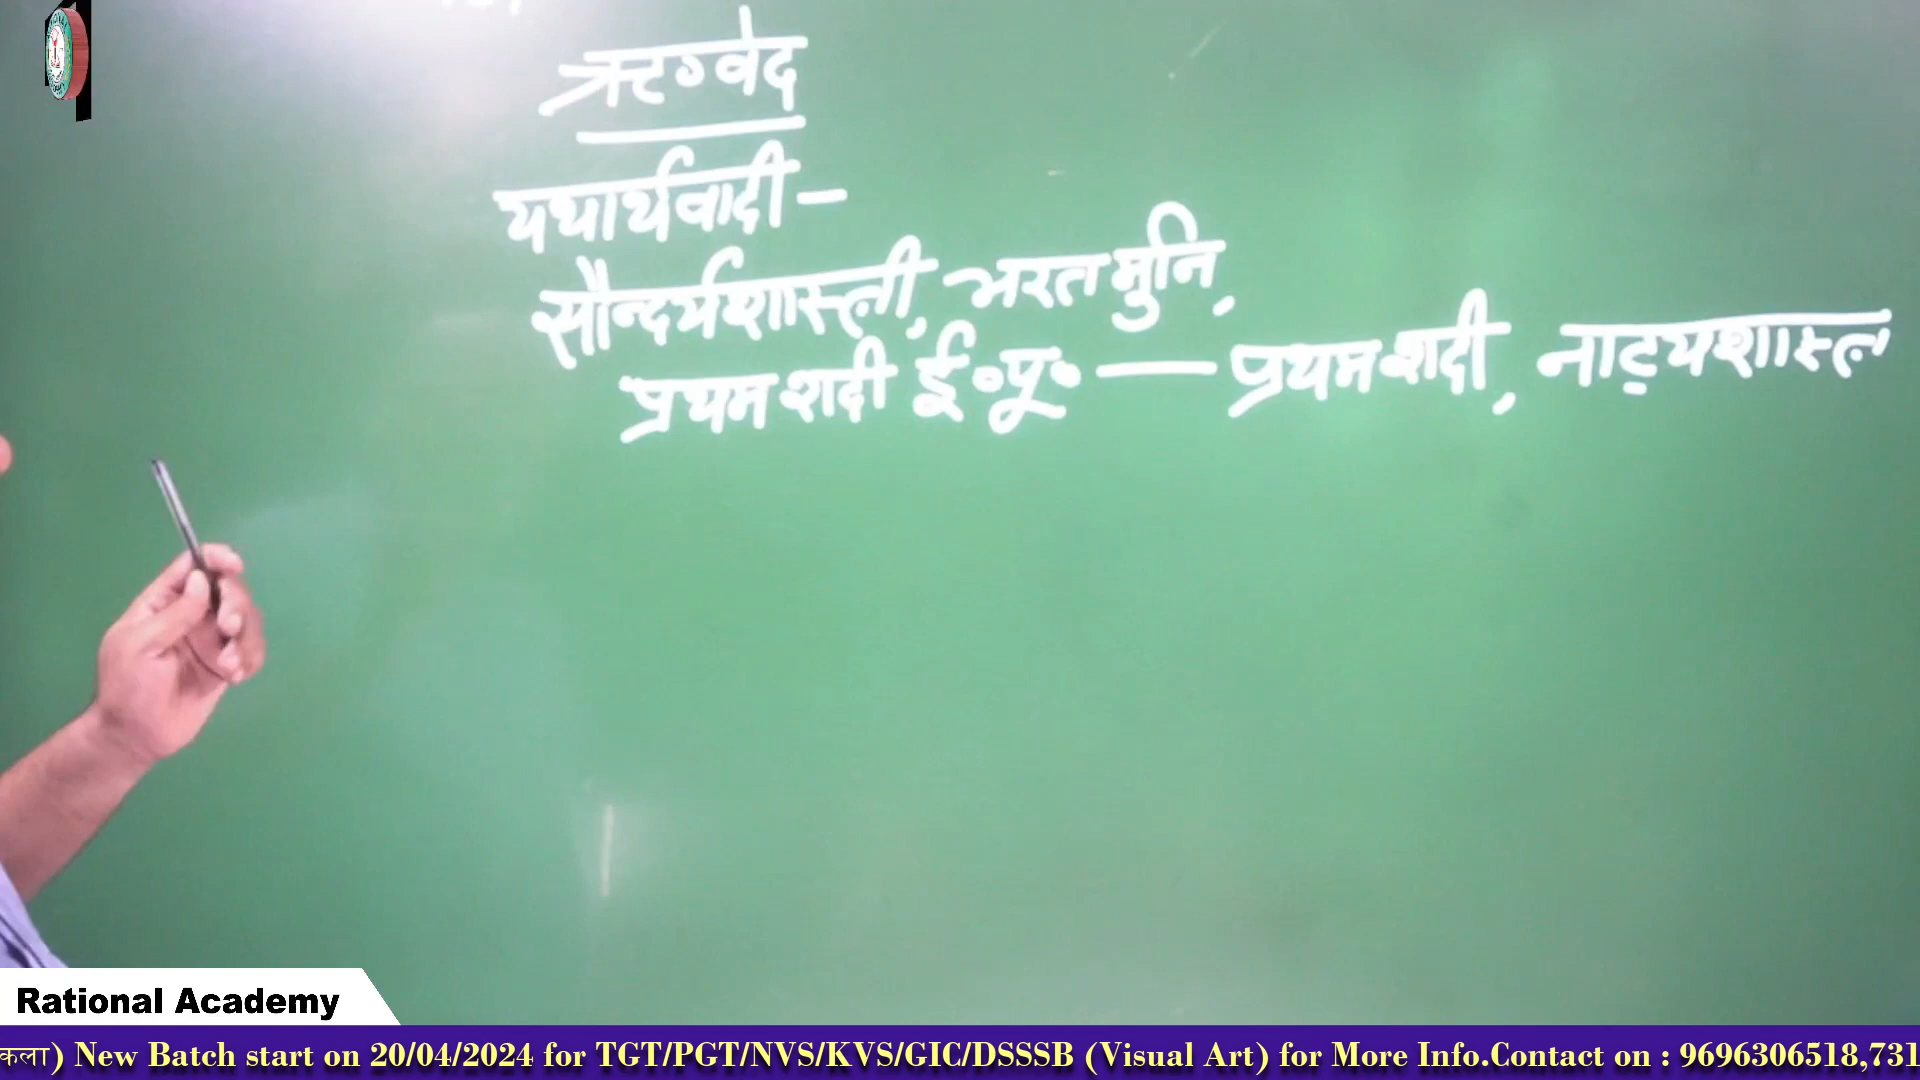 ऋग्वेद
यथार्थवादी –
सौन्दर्यशास्त्री, भरतमुनि,
प्रथम शदी ई॰पू॰ — प्रथम शदी, नाट्यशास्त्र
Rational Academy
कला) New Batch start on 20/04/2024 for TGT/PGT/NVS/KVS/GIC/DSSSB (Visual Art) for More Info.Contact on : 9696306518,731